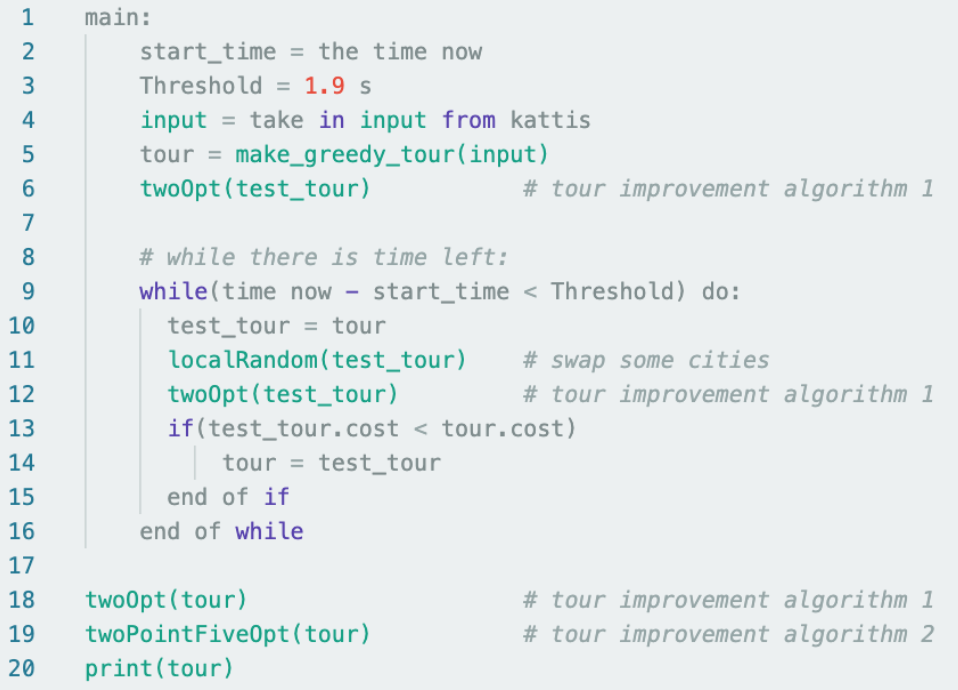 1 main:
2 start_time = the time now
3 Threshold = 1.9 s
4 input = take in input from kattis
5 tour = make_greedy_tour(input)
6 twoOpt(test_tour) # tour improvement algorithm 1
7
8 # while there is time left:
9 while(time now - start_time < Threshold) do:
10 test_tour = tour
11 localRandom(test_tour) # swap some cities
12 twoOpt(test_tour) # tour improvement algorithm 1
13 if(test_tour.cost < tour.cost)
14 tour = test_tour
15 end of if
16 end of while
17
18 twoOpt(tour) # tour improvement algorithm 1
19 twoPointFiveOpt(tour) # tour improvement algorithm 2
20 print(tour)